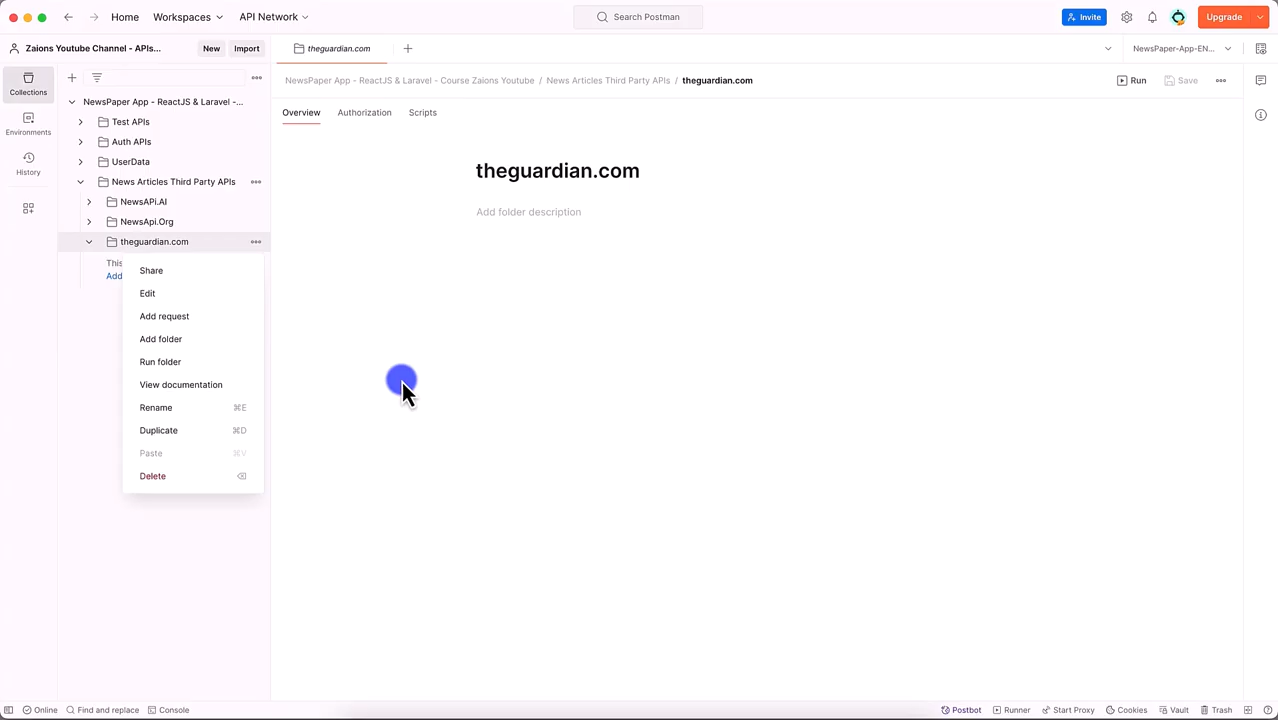 Home
Workspaces
API Network
Search Postman
Invite
Upgrade
Zaions Youtube Channel - APIs...
New
Import
theguardian.com
NewsPaper-App-EN...
Collections
Environments
History
NewsPaper App - ReactJS & Laravel -...
Test APIs
Auth APIs
UserData
News Articles Third Party APIs
NewsAPi.AI
NewsApi.Org
theguardian.com
This
Add
Share
Edit
Add request
Add folder
Run folder
View documentation
Rename ⌘E
Duplicate ⌘D
Paste ⌘V
Delete
NewsPaper App - ReactJS & Laravel - Course Zaions Youtube / News Articles Third Party APIs / theguardian.com
Run
Save
Overview
Authorization
Scripts
theguardian.com
Add folder description
Online
Find and replace
Console
Postbot
Runner
Start Proxy
Cookies
Vault
Trash